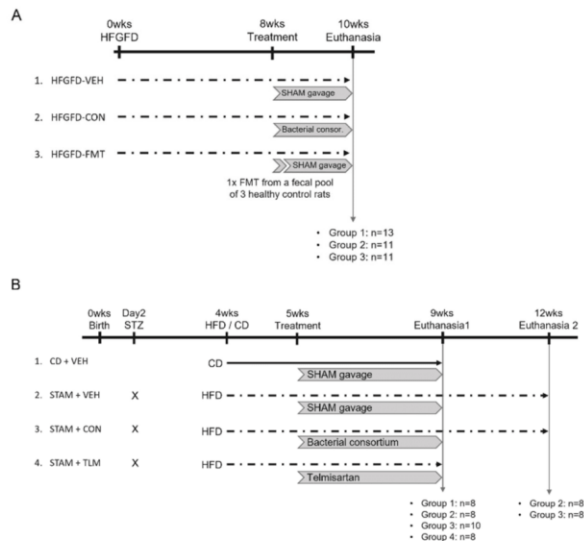 A
0wks 8wks 10wks
HFGFD Treatment Euthanasia
1. HFGFD-VEH
SHAM gavage
2. HFGFD-CON
Bacterial consor.
3. HFGFD-FMT
SHAM gavage
1x FMT from a fecal pool
of 3 healthy control rats
• Group 1: n=13
• Group 2: n=11
• Group 3: n=11
B
0wks Day2 4wks 5wks 9wks 12wks
Birth STZ HFD / CD Treatment Euthanasia1 Euthanasia 2
1. CD + VEH CD
SHAM gavage
2. STAM + VEH X HFD
SHAM gavage
3. STAM + CON X HFD
Bacterial consortium
4. STAM + TLM X HFD
Telmisartan
• Group 1: n=8 • Group 2: n=8
• Group 2: n=8 • Group 3: n=8
• Group 3: n=10
• Group 4: n=8